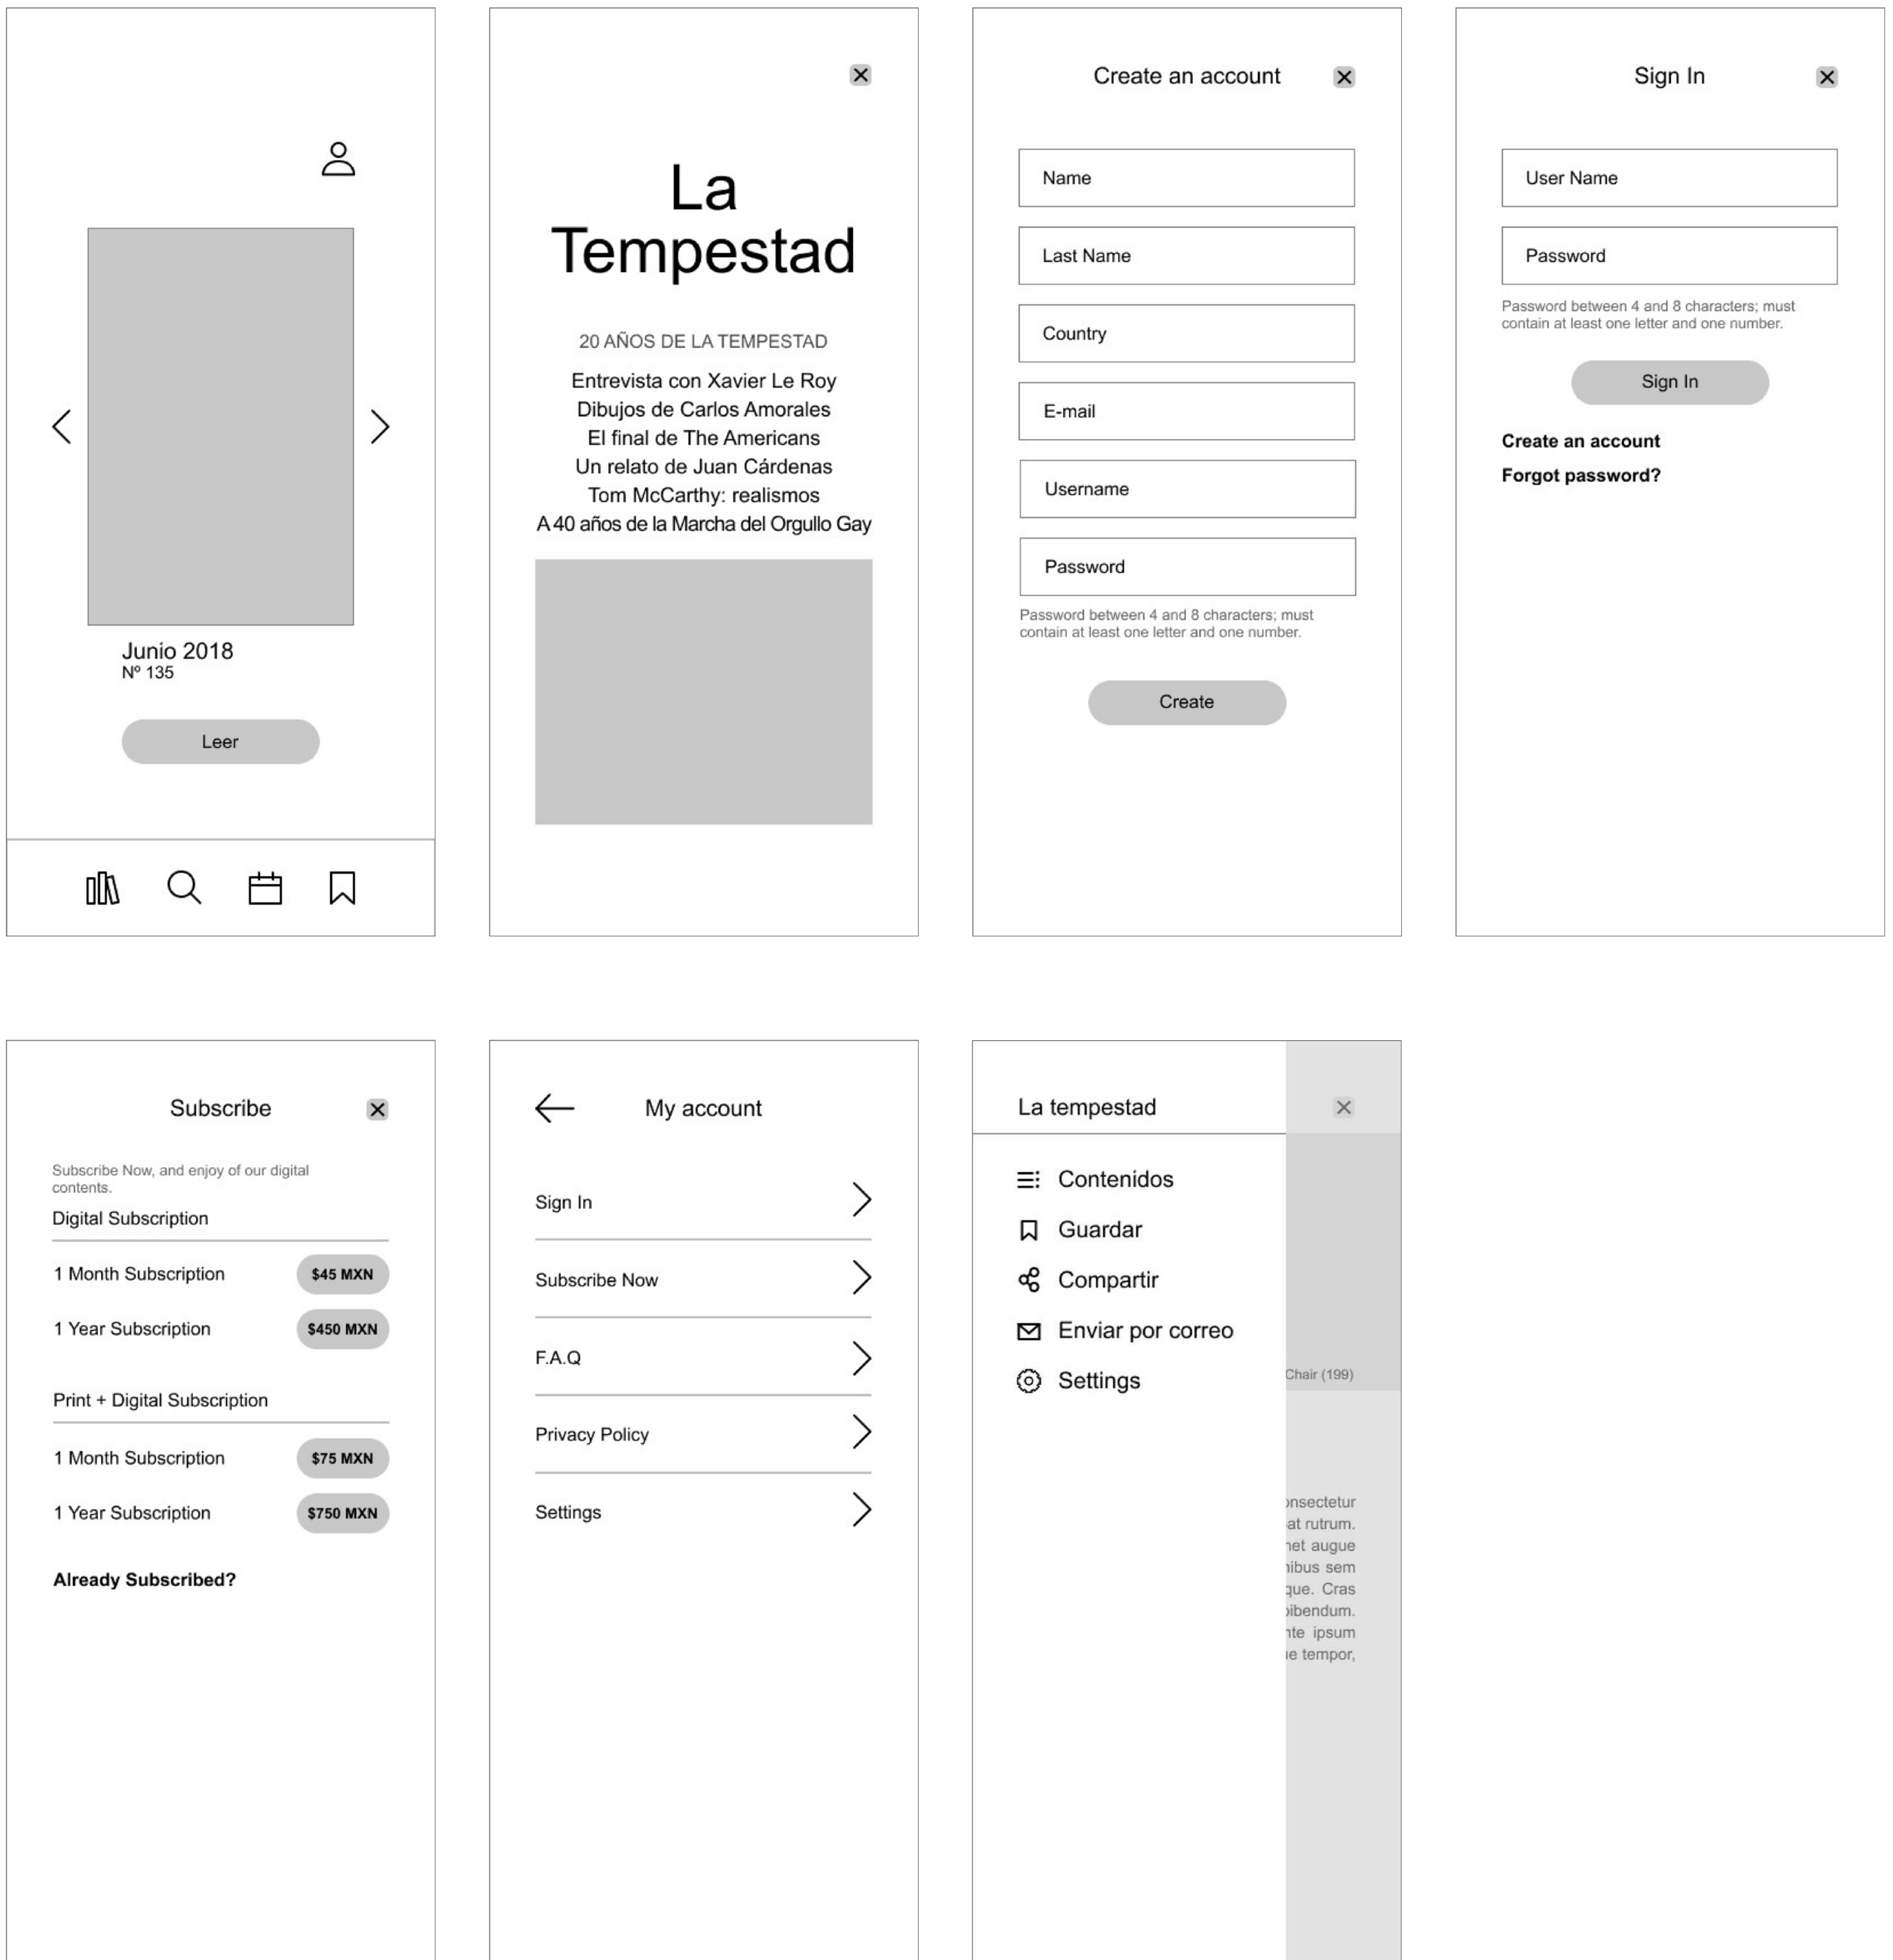 Junio 2018
Nº 135
Leer
La
Tempestad
20 AÑOS DE LA TEMPESTAD
Entrevista con Xavier Le Roy
Dibujos de Carlos Amorales
El final de The Americans
Un relato de Juan Cárdenas
Tom McCarthy: realismos
A 40 años de la Marcha del Orgullo Gay
Create an account
Name
Last Name
Country
E-mail
Username
Password
Password between 4 and 8 characters; must
contain at least one letter and one number.
Create
Sign In
User Name
Password
Password between 4 and 8 characters; must
contain at least one letter and one number.
Sign In
Create an account
Forgot password?
Subscribe
Subscribe Now, and enjoy of our digital
contents.
Digital Subscription
1 Month Subscription $45 MXN
1 Year Subscription $450 MXN
Print + Digital Subscription
1 Month Subscription $75 MXN
1 Year Subscription $750 MXN
Already Subscribed?
My account
Sign In
Subscribe Now
F.A.Q
Privacy Policy
Settings
La tempestad
Contenidos
Guardar
Compartir
Enviar por correo
Settings
Chair (199)
rutrum.
augue
sem
Cras
ipsum
tempor,